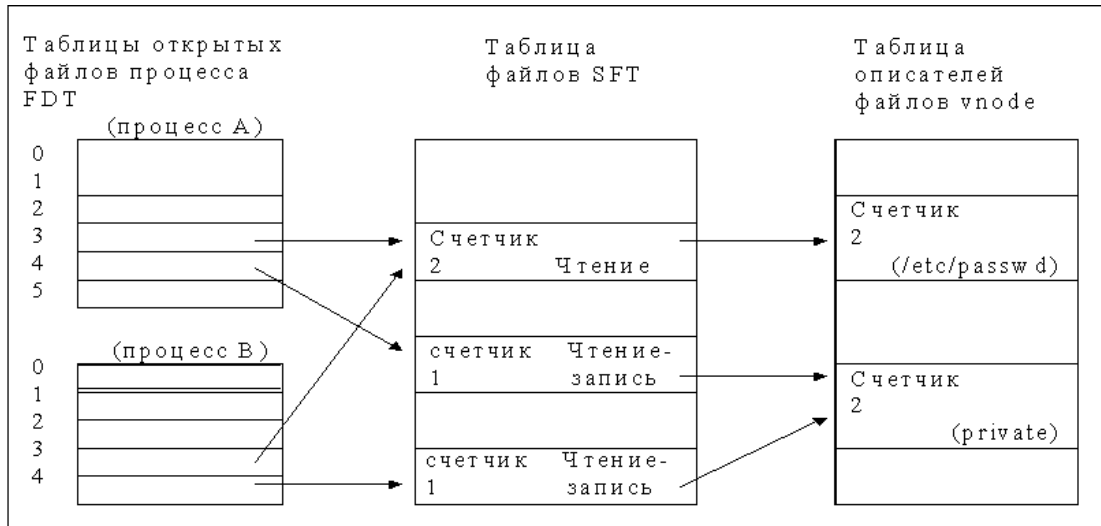 Таблицы открытых
файлов процесса
FDT
(процесс A)
0
1
2
3
4
5
(процесс B)
0
1
2
3
4
Таблица
файлов SFT
Счетчик
2 Чтение
счетчик Чтение-
1 запись
счетчик Чтение-
1 запись
Таблица
описателей
файлов vnode
Счетчик
2
(/etc/passwd)
Счетчик
2
(private)